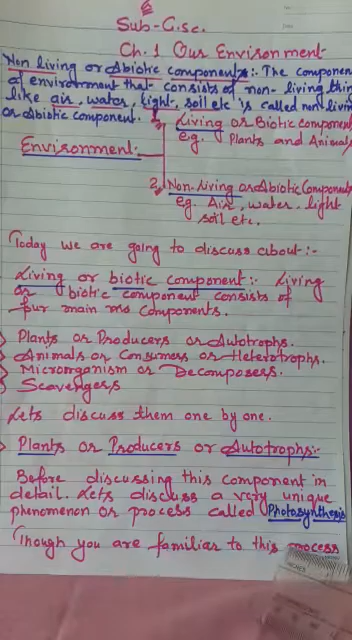 6
Sub-G.sc.
Ch. 1 Our Environment
Non living or Abiotic components:- The componen
of environment that consists of non-living thin
like air, water, light, soil etc is called non livin
or Abiotic component.
Environment
1. Living or Biotic component
e.g. Plants and Animal
2. Non-living or Abiotic Componen
e.g. Air, water, light
soil etc.
Today we are going to discuss about:-
Living or biotic component:- Living
or biotic component consists of
four main components.
Plants or Producers or Autotrophs.
Animals or Consumers or Heterotrophs.
Microorganism or Decomposers.
Scavengers
Lets discuss them one by one.
Plants or Producers or Autotrophs:-
Before discussing this component in
detail. Lets discuss a very unique
phenomenon or process called Photosynthesis
Though you are familiar to this process